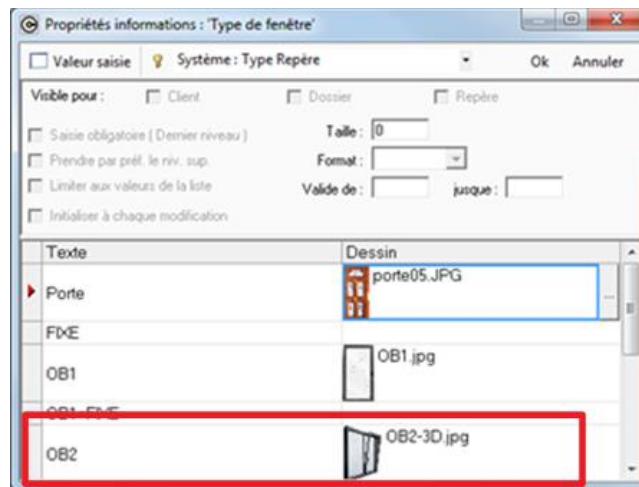 Propriétés informations : 'Type de fenêtre'
Valeur saisie Système : Type Repère Ok Annuler
Visible pour : Client Dossier Repère
Saisie obligatoire ( Dernier niveau ) Taille : 0
Prendre par préf. le niv. sup. Format :
Limiter aux valeurs de la liste Valide de : jusque :
Initialiser à chaque modification
Texte Dessin
Porte porte05.JPG ...
FIXE
OB1 OB1.jpg
OB1-FIXE
OB2 OB2-3D.jpg